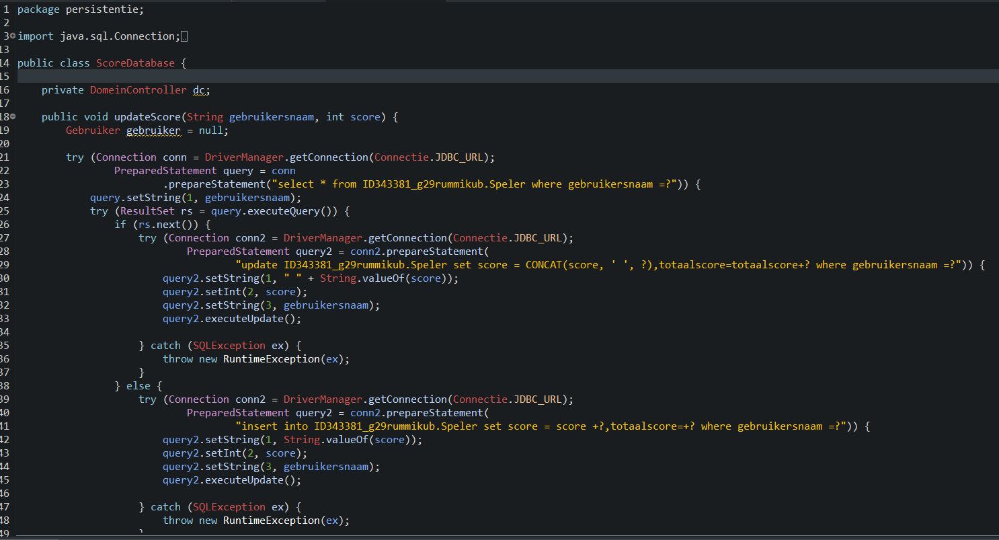 1 package persistentie;
2
3 import java.sql.Connection;
13
14 public class ScoreDatabase {
15
16 private DomeinController dc;
17
18 public void updateScore(String gebruikersnaam, int score) {
19 Gebruiker gebruiker = null;
20
21 try (Connection conn = DriverManager.getConnection(Connectie.JDBC_URL);
22 PreparedStatement query = conn
23 .prepareStatement("select * from ID343381_g29rummikub.Speler where gebruikersnaam =?")) {
24 query.setString(1, gebruikersnaam);
25 try (ResultSet rs = query.executeQuery()) {
26 if (rs.next()) {
27 try (Connection conn2 = DriverManager.getConnection(Connectie.JDBC_URL);
28 PreparedStatement query2 = conn2.prepareStatement(
29 "update ID343381_g29rummikub.Speler set score = CONCAT(score, ' ', ?),totaalscore=totaalscore+? where gebruikersnaam =?")) {
30 query2.setString(1, " " + String.valueOf(score));
31 query2.setInt(2, score);
32 query2.setString(3, gebruikersnaam);
33 query2.executeUpdate();
34
35 } catch (SQLException ex) {
36 throw new RuntimeException(ex);
37 }
38 } else {
39 try (Connection conn2 = DriverManager.getConnection(Connectie.JDBC_URL);
40 PreparedStatement query2 = conn2.prepareStatement(
41 "insert into ID343381_g29rummikub.Speler set score = score +?,totaalscore=+? where gebruikersnaam =?")) {
42 query2.setString(1, String.valueOf(score));
43 query2.setInt(2, score);
44 query2.setString(3, gebruikersnaam);
45 query2.executeUpdate();
46
47 } catch (SQLException ex) {
48 throw new RuntimeException(ex);
49 }